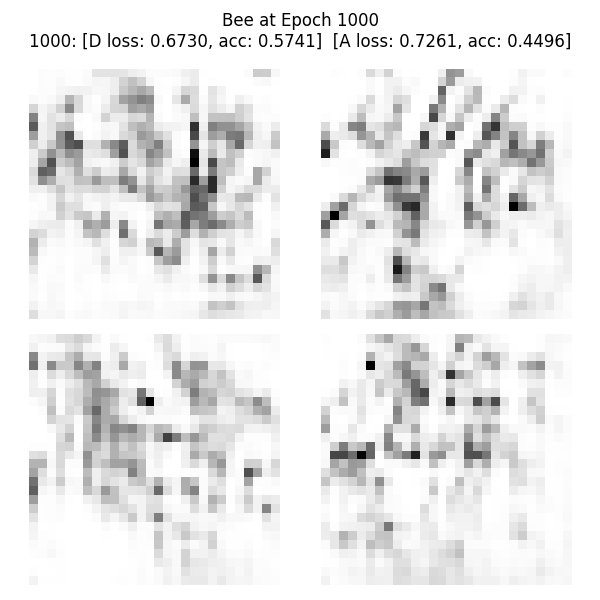 Bee at Epoch 1000
1000: [D loss: 0.6730, acc: 0.5741]  [A loss: 0.7261, acc: 0.4496]